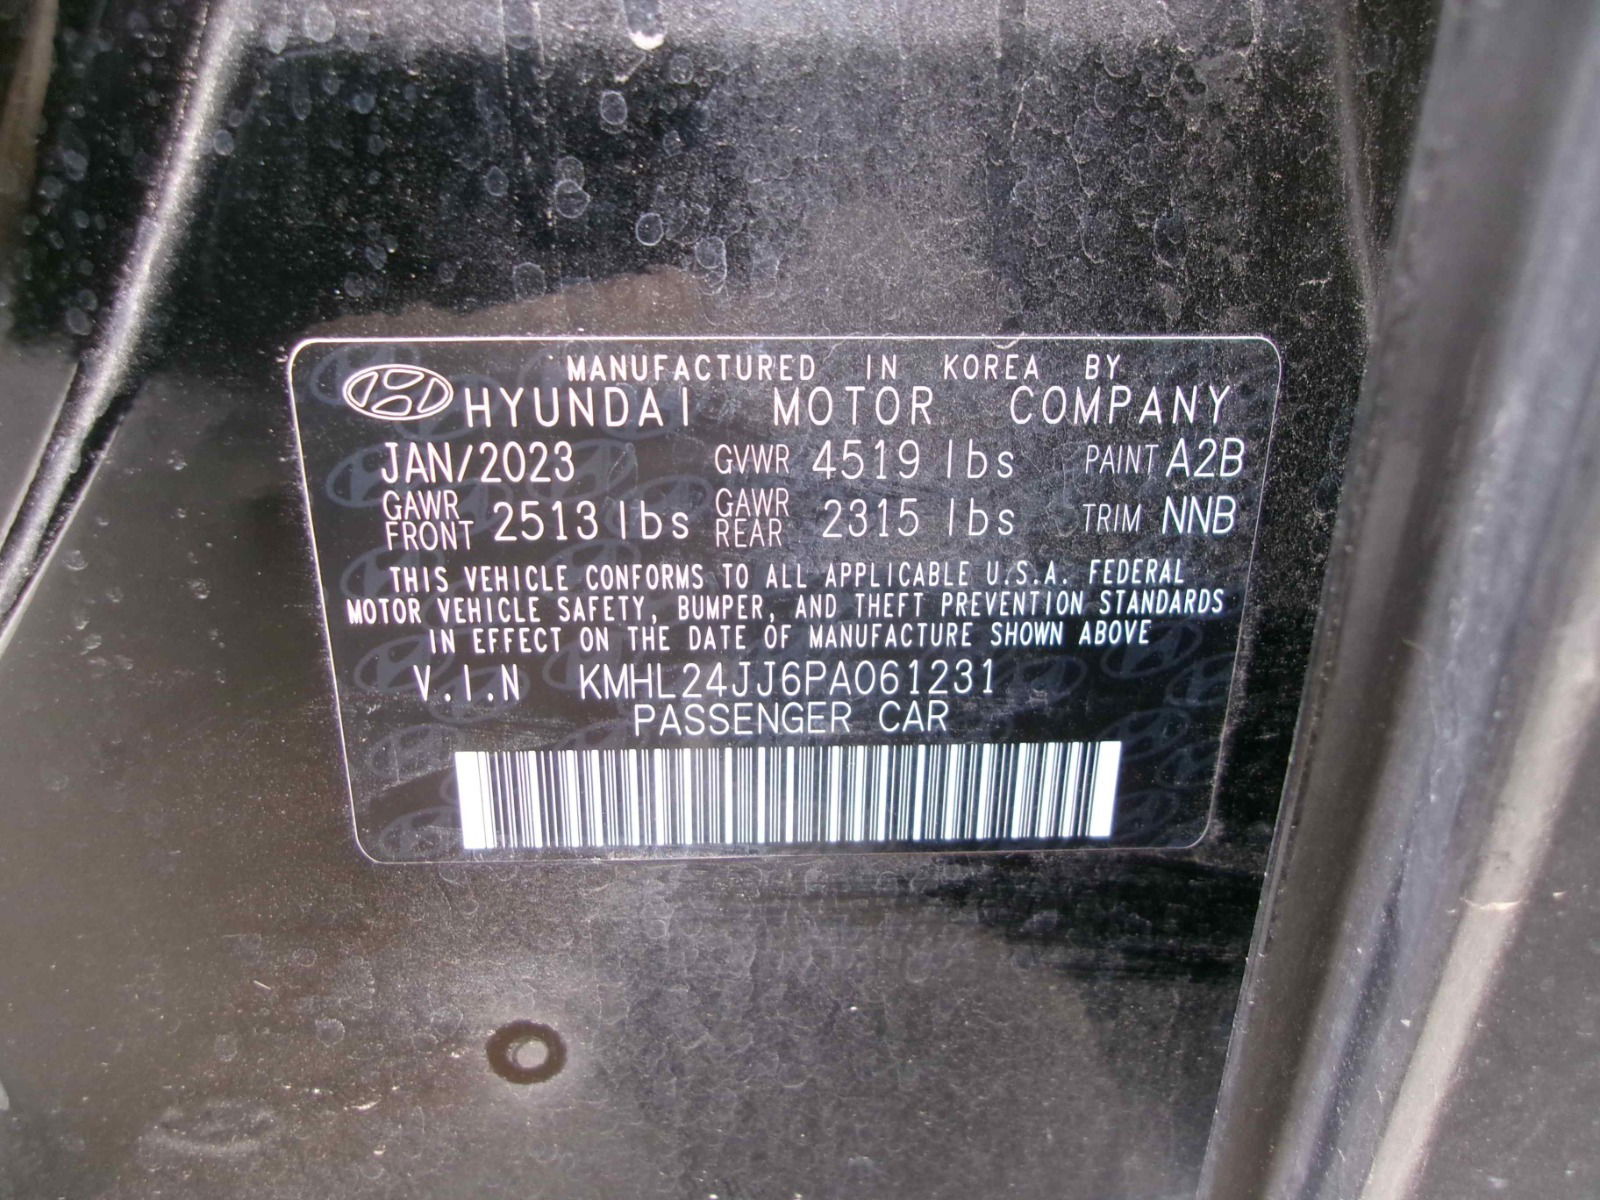 MANUFACTURED IN KOREA BY
HYUNDAI MOTOR COMPANY
JAN/2023 GVWR 4519 lbs PAINT A2B
GAWR FRONT 2513 lbs GAWR REAR 2315 lbs TRIM NNB
THIS VEHICLE CONFORMS TO ALL APPLICABLE U.S.A. FEDERAL
MOTOR VEHICLE SAFETY, BUMPER, AND THEFT PREVENTION STANDARDS
IN EFFECT ON THE DATE OF MANUFACTURE SHOWN ABOVE
V.I.N KMHL24JJ6PA061231
PASSENGER CAR